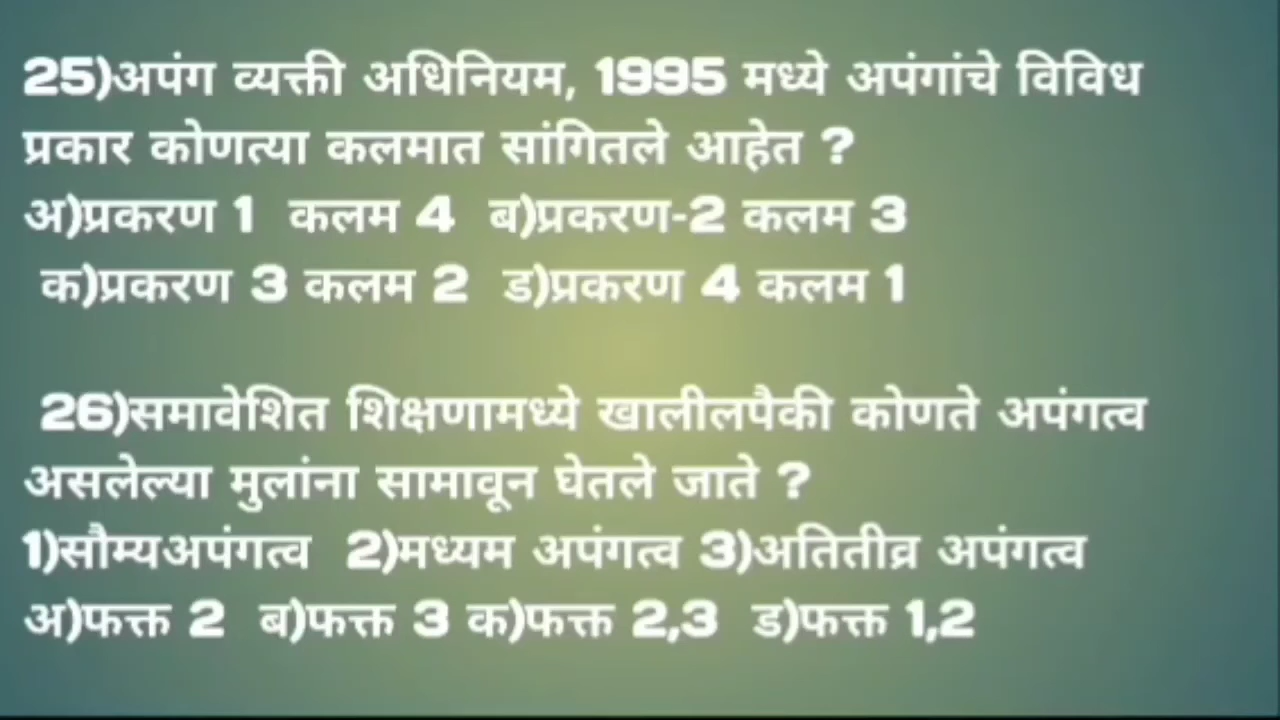 25)अपंग व्यक्ती अधिनियम, 1995 मध्ये अपंगांचे विविध
प्रकार कोणत्या कलमात सांगितले आहेत ?
अ)प्रकरण 1 कलम 4 ब)प्रकरण-2 कलम 3
क)प्रकरण 3 कलम 2 ड)प्रकरण 4 कलम 1
26)समावेशित शिक्षणामध्ये खालीलपैकी कोणते अपंगत्व
असलेल्या मुलांना सामावून घेतले जाते ?
1)सौम्यअपंगत्व 2)मध्यम अपंगत्व 3)अतितीव्र अपंगत्व
अ)फक्त 2 ब)फक्त 3 क)फक्त 2,3 ड)फक्त 1,2